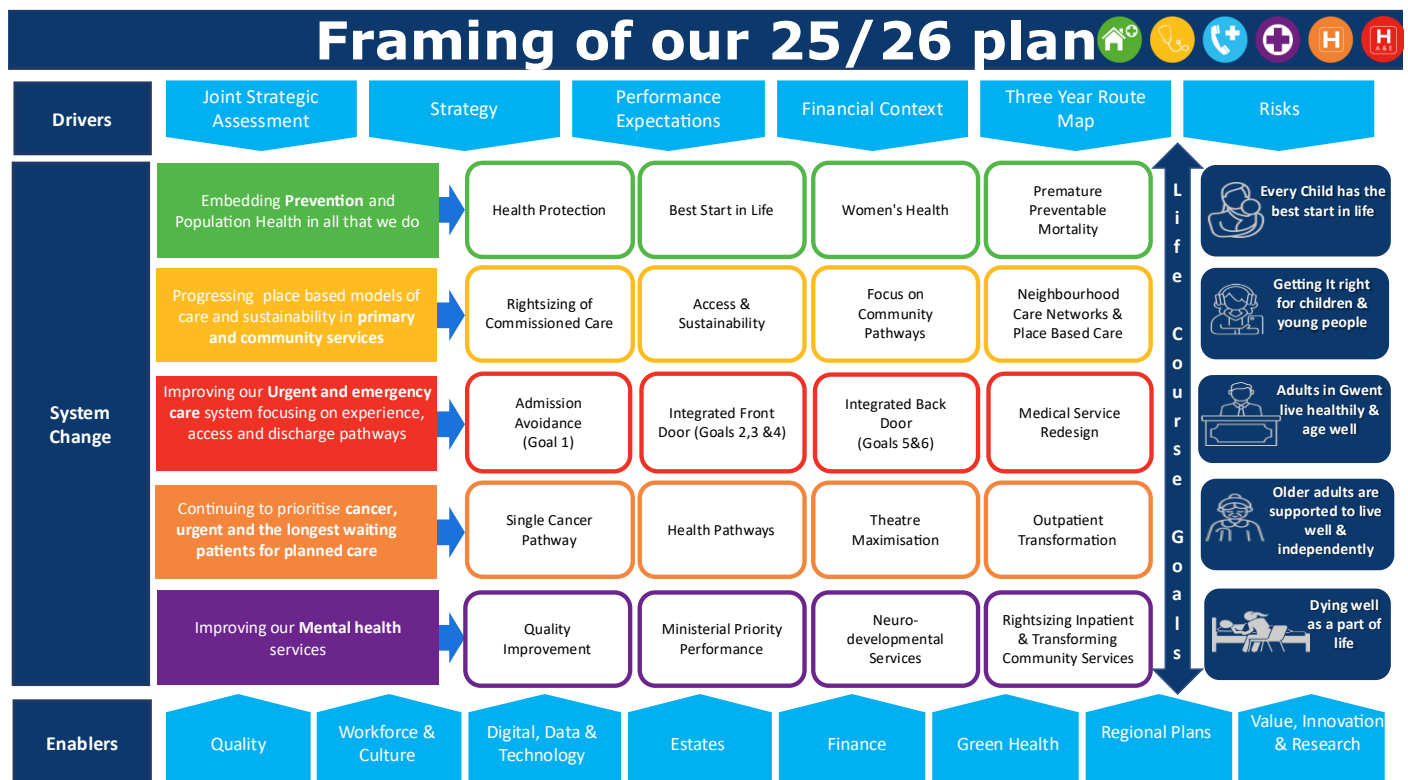 Framing of our 25/26 plan
H
H
A & E
Drivers
Joint Strategic
Assessment
Strategy
Performance
Expectations
Financial Context
Three Year Route
Map
Risks
System
Change
Embedding Prevention and
Population Health in all that we do
Health Protection
Best Start in Life
Women's Health
Premature
Preventable
Mortality
Progressing place based models of
care and sustainability in primary
and community services
Rightsizing of
Commissioned Care
Access &
Sustainability
Focus on
Community
Pathways
Neighbourhood
Care Networks &
Place Based Care
Improving our Urgent and emergency
care system focusing on experience,
access and discharge pathways
Admission
Avoidance
(Goal 1)
Integrated Front
Door (Goals 2,3 &4)
Integrated Back
Door
(Goals 5&6)
Medical Service
Redesign
Continuing to prioritise cancer,
urgent and the longest waiting
patients for planned care
Single Cancer
Pathway
Health Pathways
Theatre
Maximisation
Outpatient
Transformation
Improving our Mental health
services
Quality
Improvement
Ministerial Priority
Performance
Neuro-
developmental
Services
Rightsizing Inpatient
& Transforming
Community Services
Life Course Goals
Every Child has the
best start in life
Getting It right
for children &
young people
Adults in Gwent
live healthily &
age well
Older adults are
supported to live
well &
independently
Dying well
as a part of
life
Enablers
Quality
Workforce &
Culture
Digital, Data &
Technology
Estates
Finance
Green Health
Regional Plans
Value, Innovation
& Research